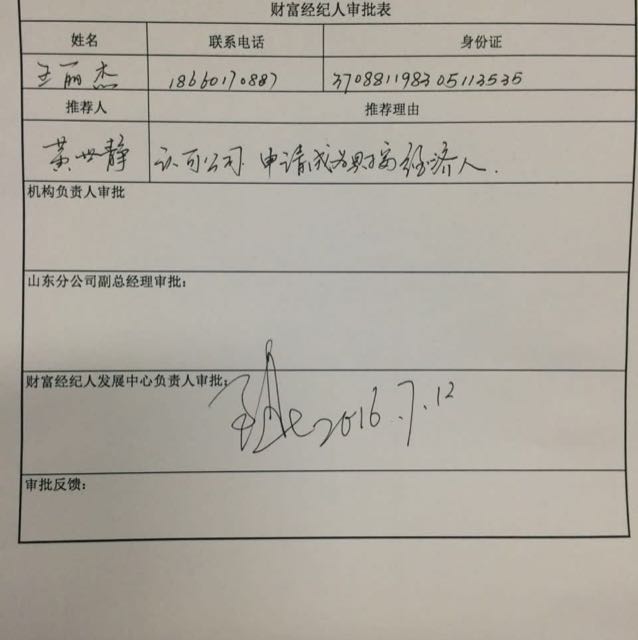 财富经纪人审批表
姓名 联系电话 身份证
王丽杰 18660170887 370881198305113535
推荐人 推荐理由
黄世静 认可公司.申请成为财富经济人.
机构负责人审批
山东分公司副总经理审批：
财富经纪人发展中心负责人审批：
2016.7.12
审批反馈：